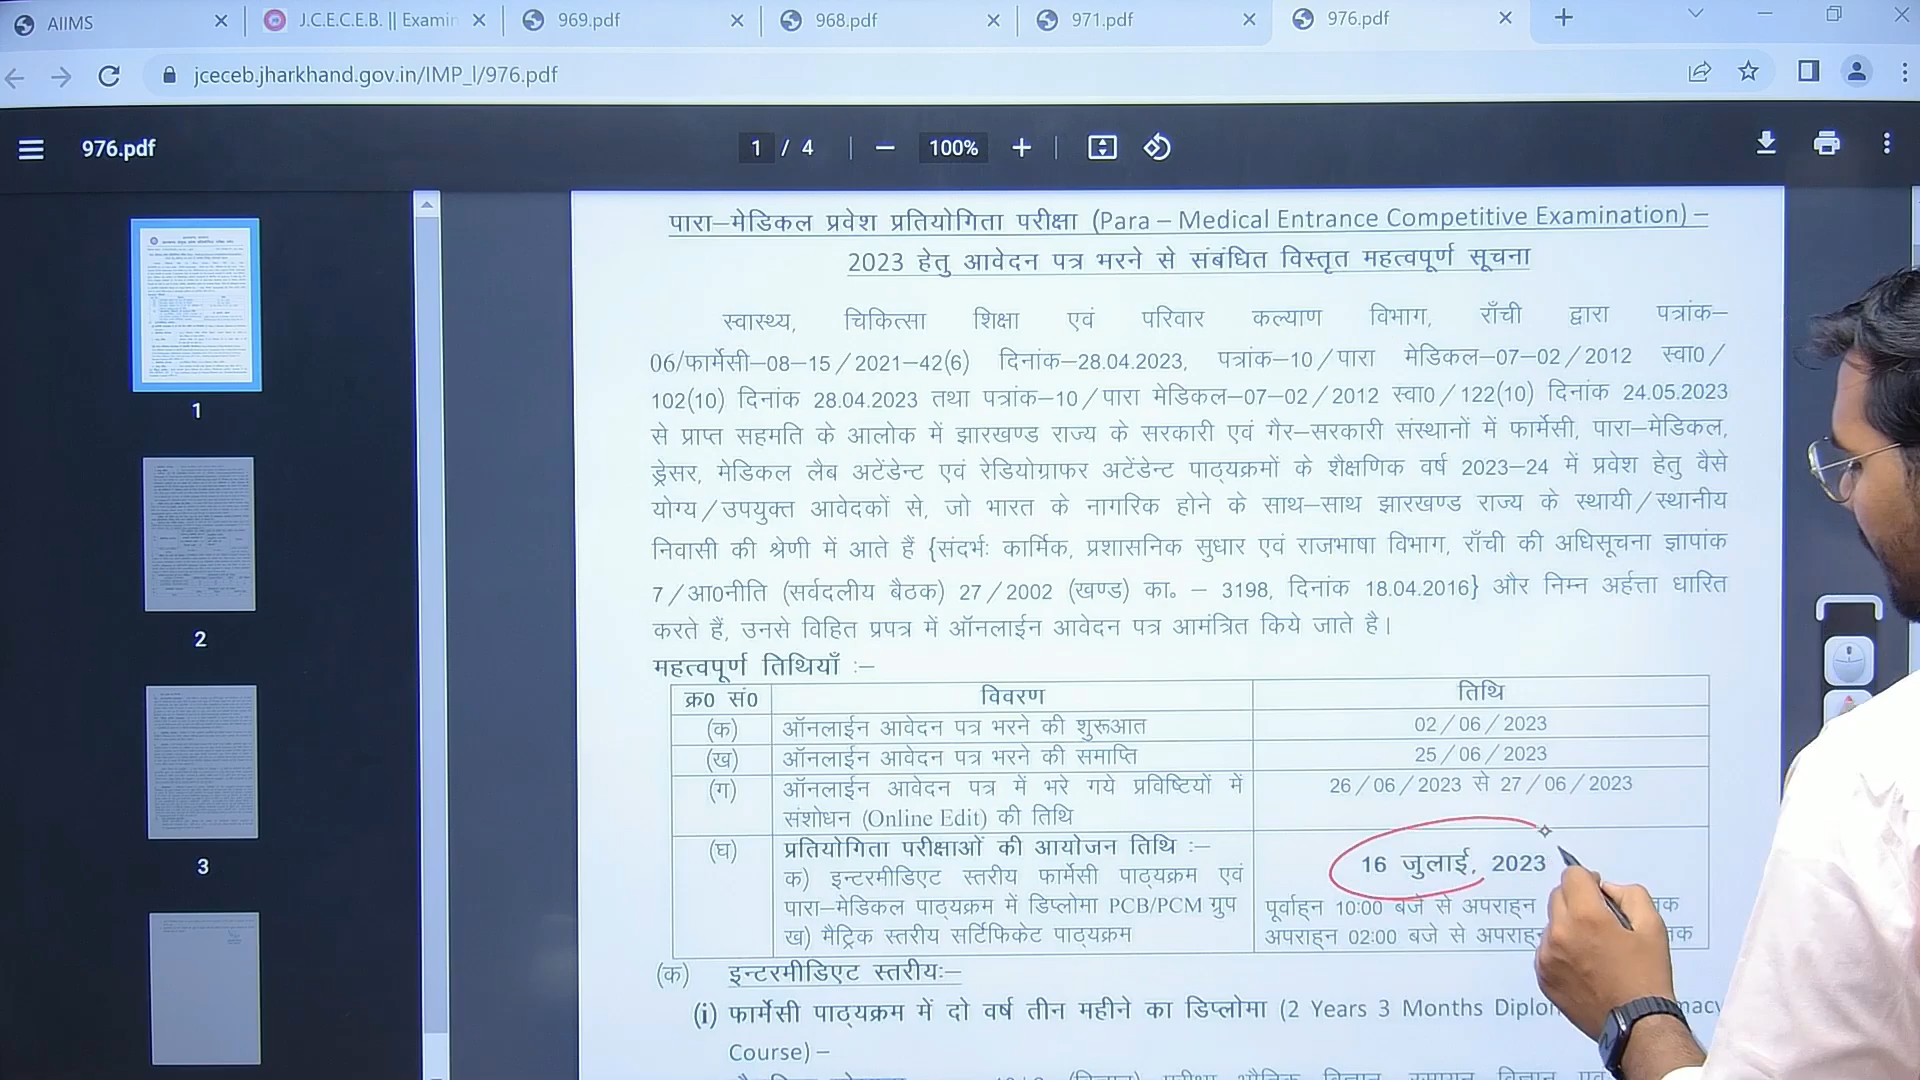 AIIMS
J.C.E.C.E.B. || Examin
969.pdf
968.pdf
971.pdf
976.pdf
jceceb.jharkhand.gov.in/IMP_l/976.pdf
976.pdf
1 / 4
100%
पारा–मेडिकल प्रवेश प्रतियोगिता परीक्षा (Para – Medical Entrance Competitive Examination) –
2023 हेतु आवेदन पत्र भरने से संबंधित विस्तृत महत्वपूर्ण सूचना
स्वास्थ्य, चिकित्सा शिक्षा एवं परिवार कल्याण विभाग, राँची द्वारा पत्रांक–
06/फार्मेसी–08–15/2021–42(6) दिनांक–28.04.2023, पत्रांक–10/पारा मेडिकल–07–02/2012 स्वा0/
102(10) दिनांक 28.04.2023 तथा पत्रांक–10/पारा मेडिकल–07–02/2012 स्वा0/122(10) दिनांक 24.05.2023
से प्राप्त सहमति के आलोक में झारखण्ड राज्य के सरकारी एवं गैर–सरकारी संस्थानों में फार्मेसी, पारा–मेडिकल,
ड्रेसर, मेडिकल लैब अटेंडेन्ट एवं रेडियोग्राफर अटेंडेन्ट पाठ्यक्रमों के शैक्षणिक वर्ष 2023–24 में प्रवेश हेतु वैसे
योग्य/उपयुक्त आवेदकों से, जो भारत के नागरिक होने के साथ–साथ झारखण्ड राज्य के स्थायी/स्थानीय
निवासी की श्रेणी में आते हैं {संदर्भः कार्मिक, प्रशासनिक सुधार एवं राजभाषा विभाग, राँची की अधिसूचना ज्ञापांक
7/आ0नीति (सर्वदलीय बैठक) 27/2002 (खण्ड) का० – 3198, दिनांक 18.04.2016} और निम्न अर्हत्ता धारित
करते हैं, उनसे विहित प्रपत्र में ऑनलाईन आवेदन पत्र आमंत्रित किये जाते है।
महत्वपूर्ण तिथियाँ :–
क्र0 सं0 विवरण तिथि
(क) ऑनलाईन आवेदन पत्र भरने की शुरूआत 02/06/2023
(ख) ऑनलाईन आवेदन पत्र भरने की समाप्ति 25/06/2023
(ग) ऑनलाईन आवेदन पत्र में भरे गये प्रविष्टियों में 26/06/2023 से 27/06/2023
संशोधन (Online Edit) की तिथि
(घ) प्रतियोगिता परीक्षाओं की आयोजन तिथि :–
क) इन्टरमीडिएट स्तरीय फार्मेसी पाठ्यक्रम एवं 16 जुलाई, 2023
पारा–मेडिकल पाठ्यक्रम में डिप्लोमा PCB/PCM ग्रुप पूर्वाह्न 10:00 बजे से अपराह्न
ख) मैट्रिक स्तरीय सर्टिफिकेट पाठ्यक्रम अपराह्न 02:00 बजे से अपराह्न
(क) इन्टरमीडिएट स्तरीयः–
(i) फार्मेसी पाठ्यक्रम में दो वर्ष तीन महीने का डिप्लोमा (2 Years 3 Months Diplom
Course) –
1
2
3